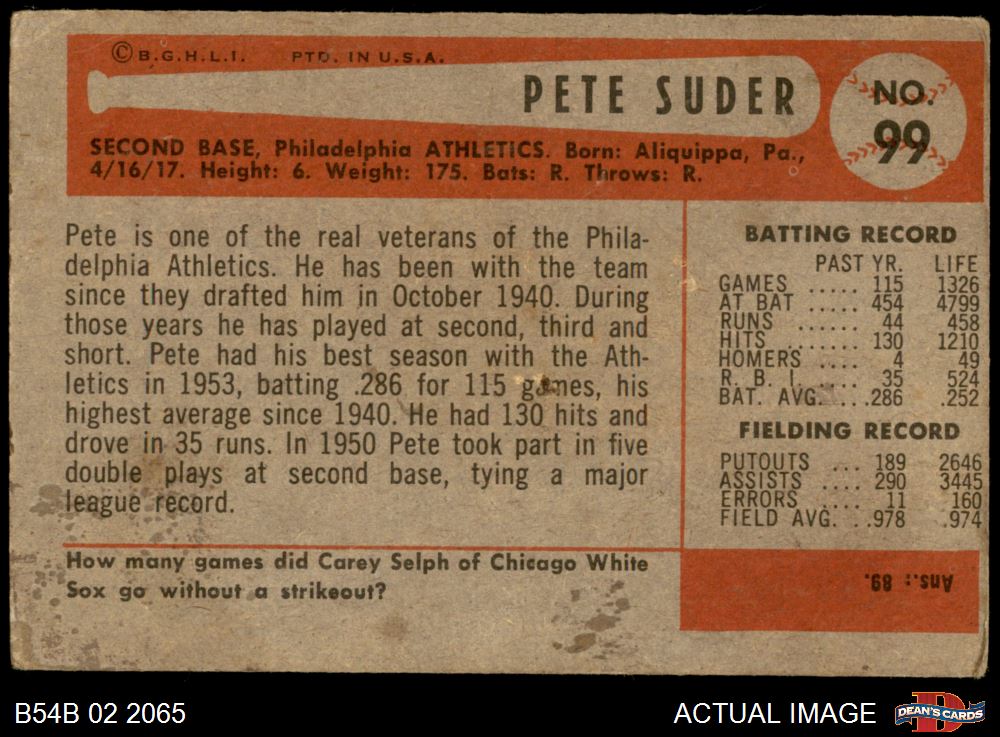 © B.G.H.L.I. PTD. IN U.S.A.
PETE SUDER
NO.
99
SECOND BASE, Philadelphia ATHLETICS. Born: Aliquippa, Pa.,
4/16/17. Height: 6. Weight: 175. Bats: R. Throws: R.
Pete is one of the real veterans of the Phila-
delphia Athletics. He has been with the team
since they drafted him in October 1940. During
those years he has played at second, third and
short. Pete had his best season with the Ath-
letics in 1953, batting .286 for 115 games, his
highest average since 1940. He had 130 hits and
drove in 35 runs. In 1950 Pete took part in five
double plays at second base, tying a major
league record.
BATTING RECORD
PAST YR. LIFE
GAMES ..... 115 1326
AT BAT ..... 454 4799
RUNS ...... 44 458
HITS ....... 130 1210
HOMERS .... 4 49
R. B. I. .... 35 524
BAT. AVG. ...286 .252
FIELDING RECORD
PUTOUTS ... 189 2646
ASSISTS .... 290 3445
ERRORS .... 11 160
FIELD AVG. ..978 .974
How many games did Carey Selph of Chicago White
Sox go without a strikeout?
Ans.: 89.
B54B 02 2065
ACTUAL IMAGE
DEAN'S CARDS